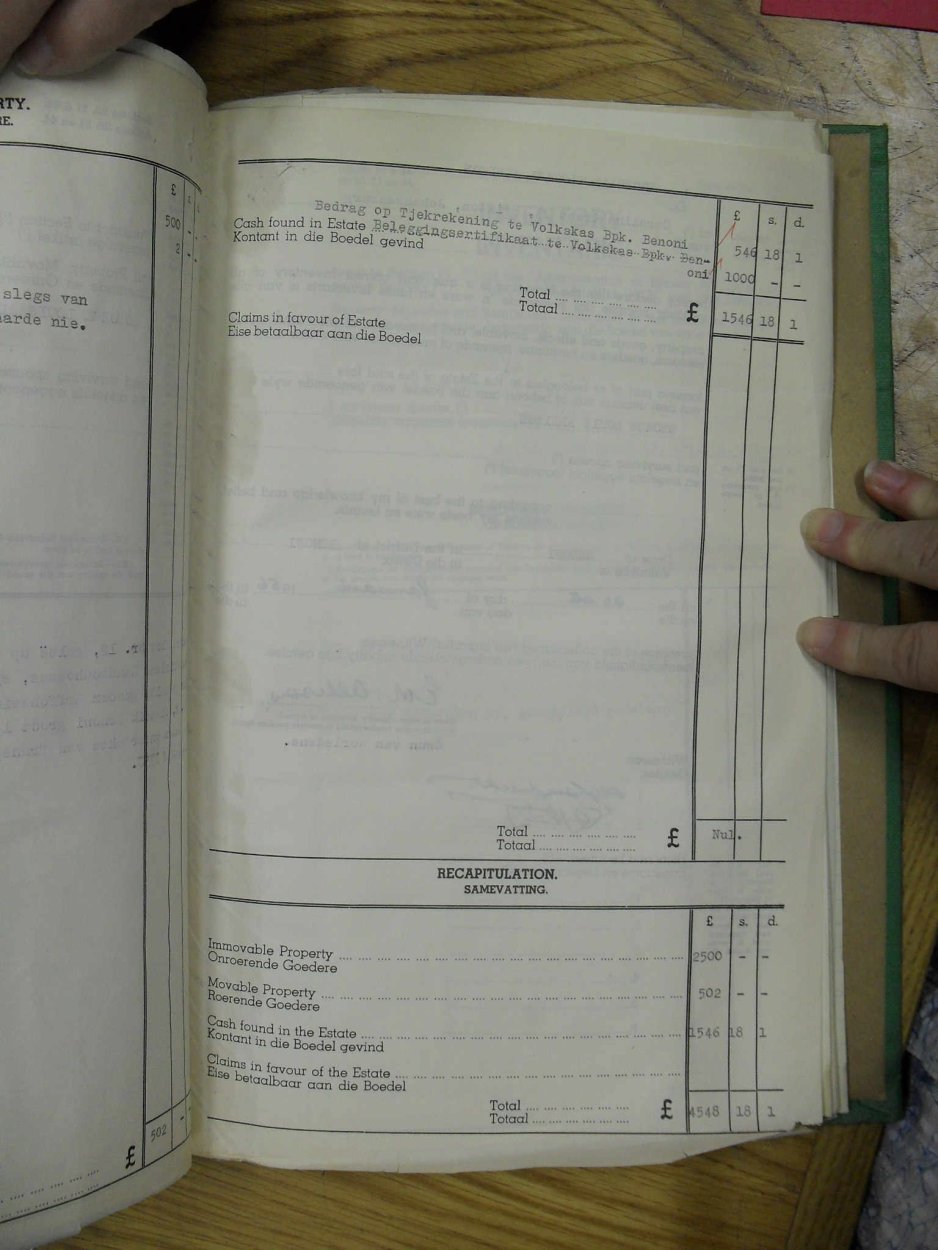 RTY.
RE.
£ s.
500 - -
2 - -
slegs van
aarde nie.
502 -
£
£ s. d.
Bedrag op Tjekrekening te Volkskas Bpk. Benoni
Cash found in Estate Beleggingsertifikaat te Volkskas Bpk. Ben- 546 18 1
Kontant in die Boedel gevind
oni 1000 - -
Total .... .... .... .... .... ....
Totaal .... .... .... .... .... .... £ 1546 18 1
Claims in favour of Estate
Eise betaalbaar aan die Boedel
Total .... .... .... .... .... ....
Totaal .... .... .... .... .... .... £ Nul.
RECAPITULATION.
SAMEVATTING.
£ s. d.
Immovable Property .... .... .... .... .... .... 2500 - -
Onroerende Goedere
Movable Property .... .... .... .... .... .... 502 - -
Roerende Goedere
Cash found in the Estate .... .... .... .... .... .... 1546 18 1
Kontant in die Boedel gevind
Claims in favour of the Estate .... .... .... .... .... ....
Eise betaalbaar aan die Boedel
Total .... .... .... .... .... ....
Totaal .... .... .... .... .... .... £ 4548 18 1